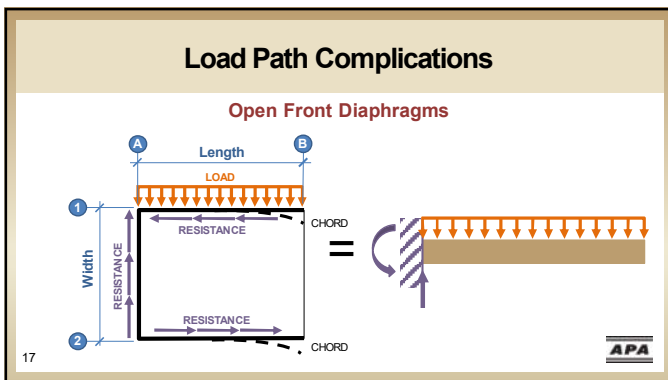 Load Path Complications
Open Front Diaphragms
A
B
Length
LOAD
1
CHORD
RESISTANCE
=
Width
RESISTANCE
RESISTANCE
2
CHORD
17
APA